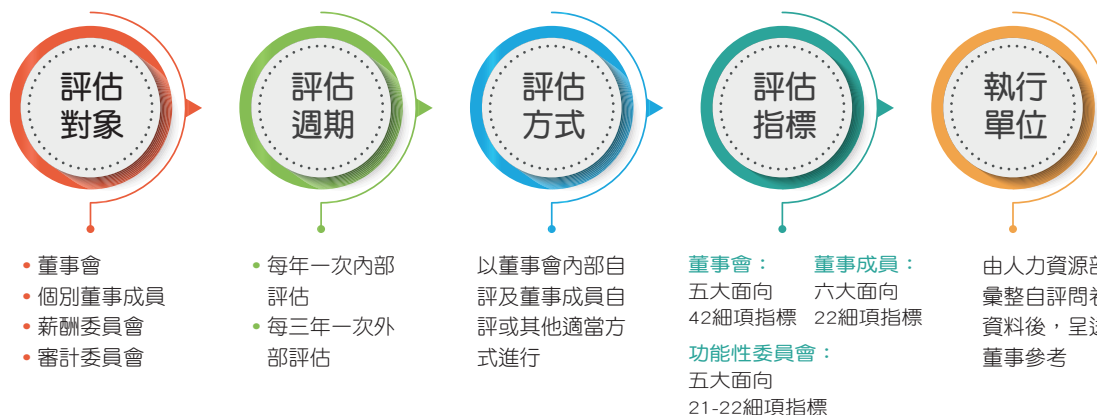 評估
對象
• 董事會
• 個別董事成員
• 薪酬委員會
• 審計委員會
評估
週期
• 每年一次內部
評估
• 每三年一次外
部評估
評估
方式
以董事會內部自
評及董事成員自
評或其他適當方
式進行
評估
指標
董事會：
五大面向
42細項指標
董事成員：
六大面向
22細項指標
功能性委員會：
五大面向
21-22細項指標
執行
單位
由人力資源部
彙整自評問卷
資料後，呈送
董事參考